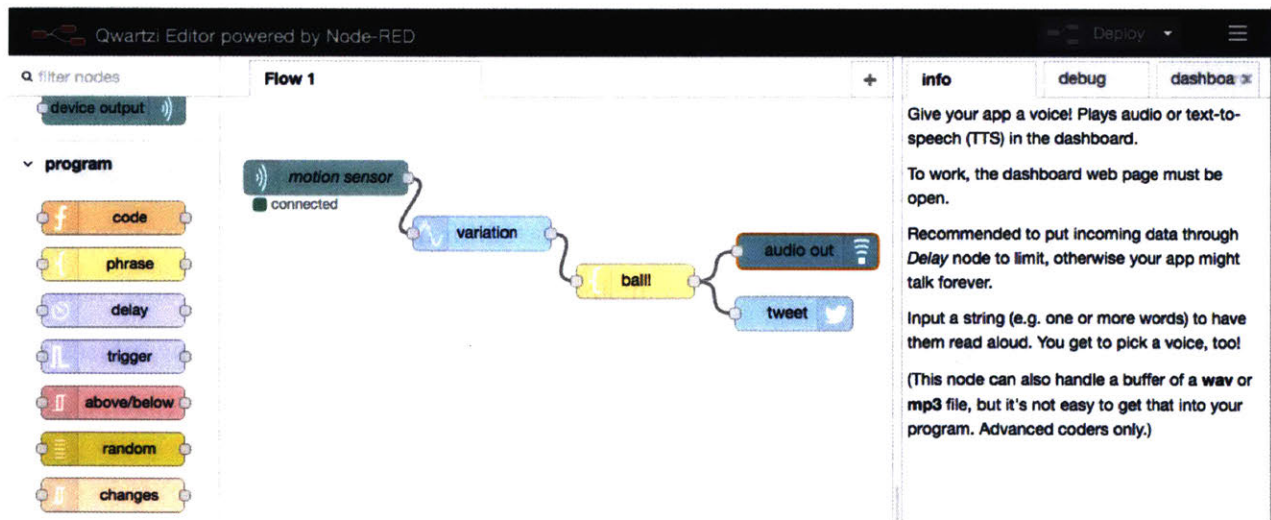 Qwartzi Editor powered by Node-RED
Deploy
filter nodes
device output
program
code
phrase
delay
trigger
above/below
random
changes
Flow 1
+
motion sensor
connected
variation
ball!
audio out
tweet
info
debug
dashboa
Give your app a voice! Plays audio or text-to-
speech (TTS) in the dashboard.
To work, the dashboard web page must be
open.
Recommended to put incoming data through
Delay node to limit, otherwise your app might
talk forever.
Input a string (e.g. one or more words) to have
them read aloud. You get to pick a voice, too!
(This node can also handle a buffer of a wav or
mp3 file, but it's not easy to get that into your
program. Advanced coders only.)